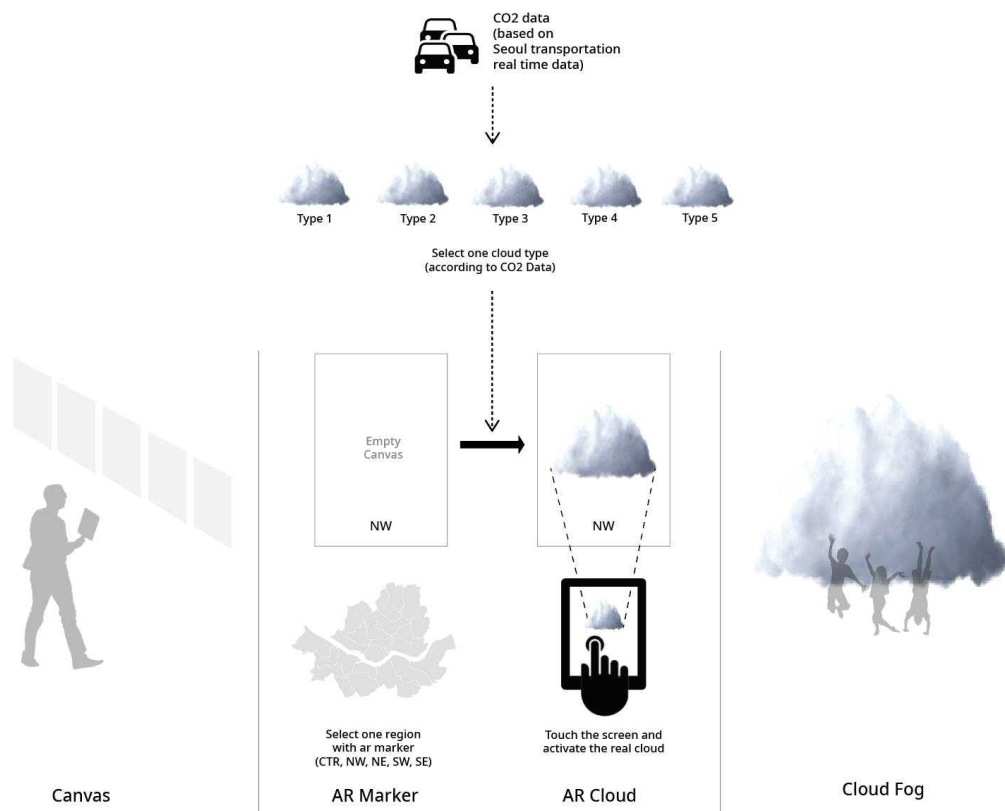 CO2 data
(based on
Seoul transportation
real time data)
Type 1
Type 2
Type 3
Type 4
Type 5
Select one cloud type
(according to CO2 Data)
Empty
Canvas
NW
NW
Select one region
with ar marker
(CTR, NW, NE, SW, SE)
Touch the screen and
activate the real cloud
Canvas
AR Marker
AR Cloud
Cloud Fog